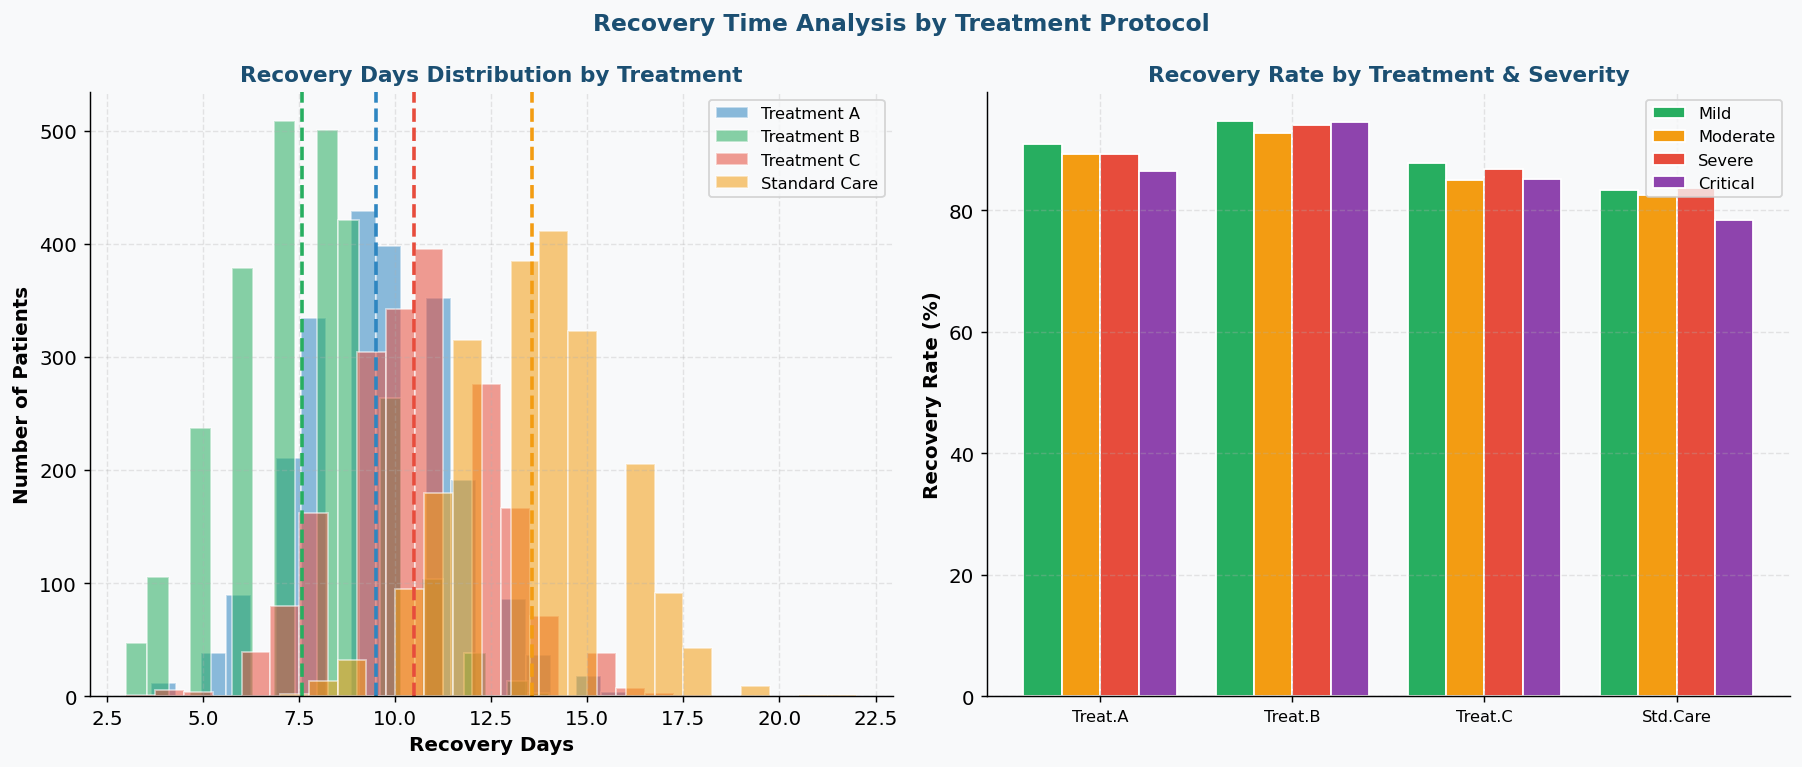 Recovery Time Analysis by Treatment Protocol
Recovery Days Distribution by Treatment
Number of Patients
500
400
300
200
100
0
2.5 5.0 7.5 10.0 12.5 15.0 17.5 20.0 22.5
Recovery Days
Treatment A
Treatment B
Treatment C
Standard Care
Recovery Rate by Treatment & Severity
Recovery Rate (%)
80
60
40
20
0
Treat.A Treat.B Treat.C Std.Care
Mild
Moderate
Severe
Critical